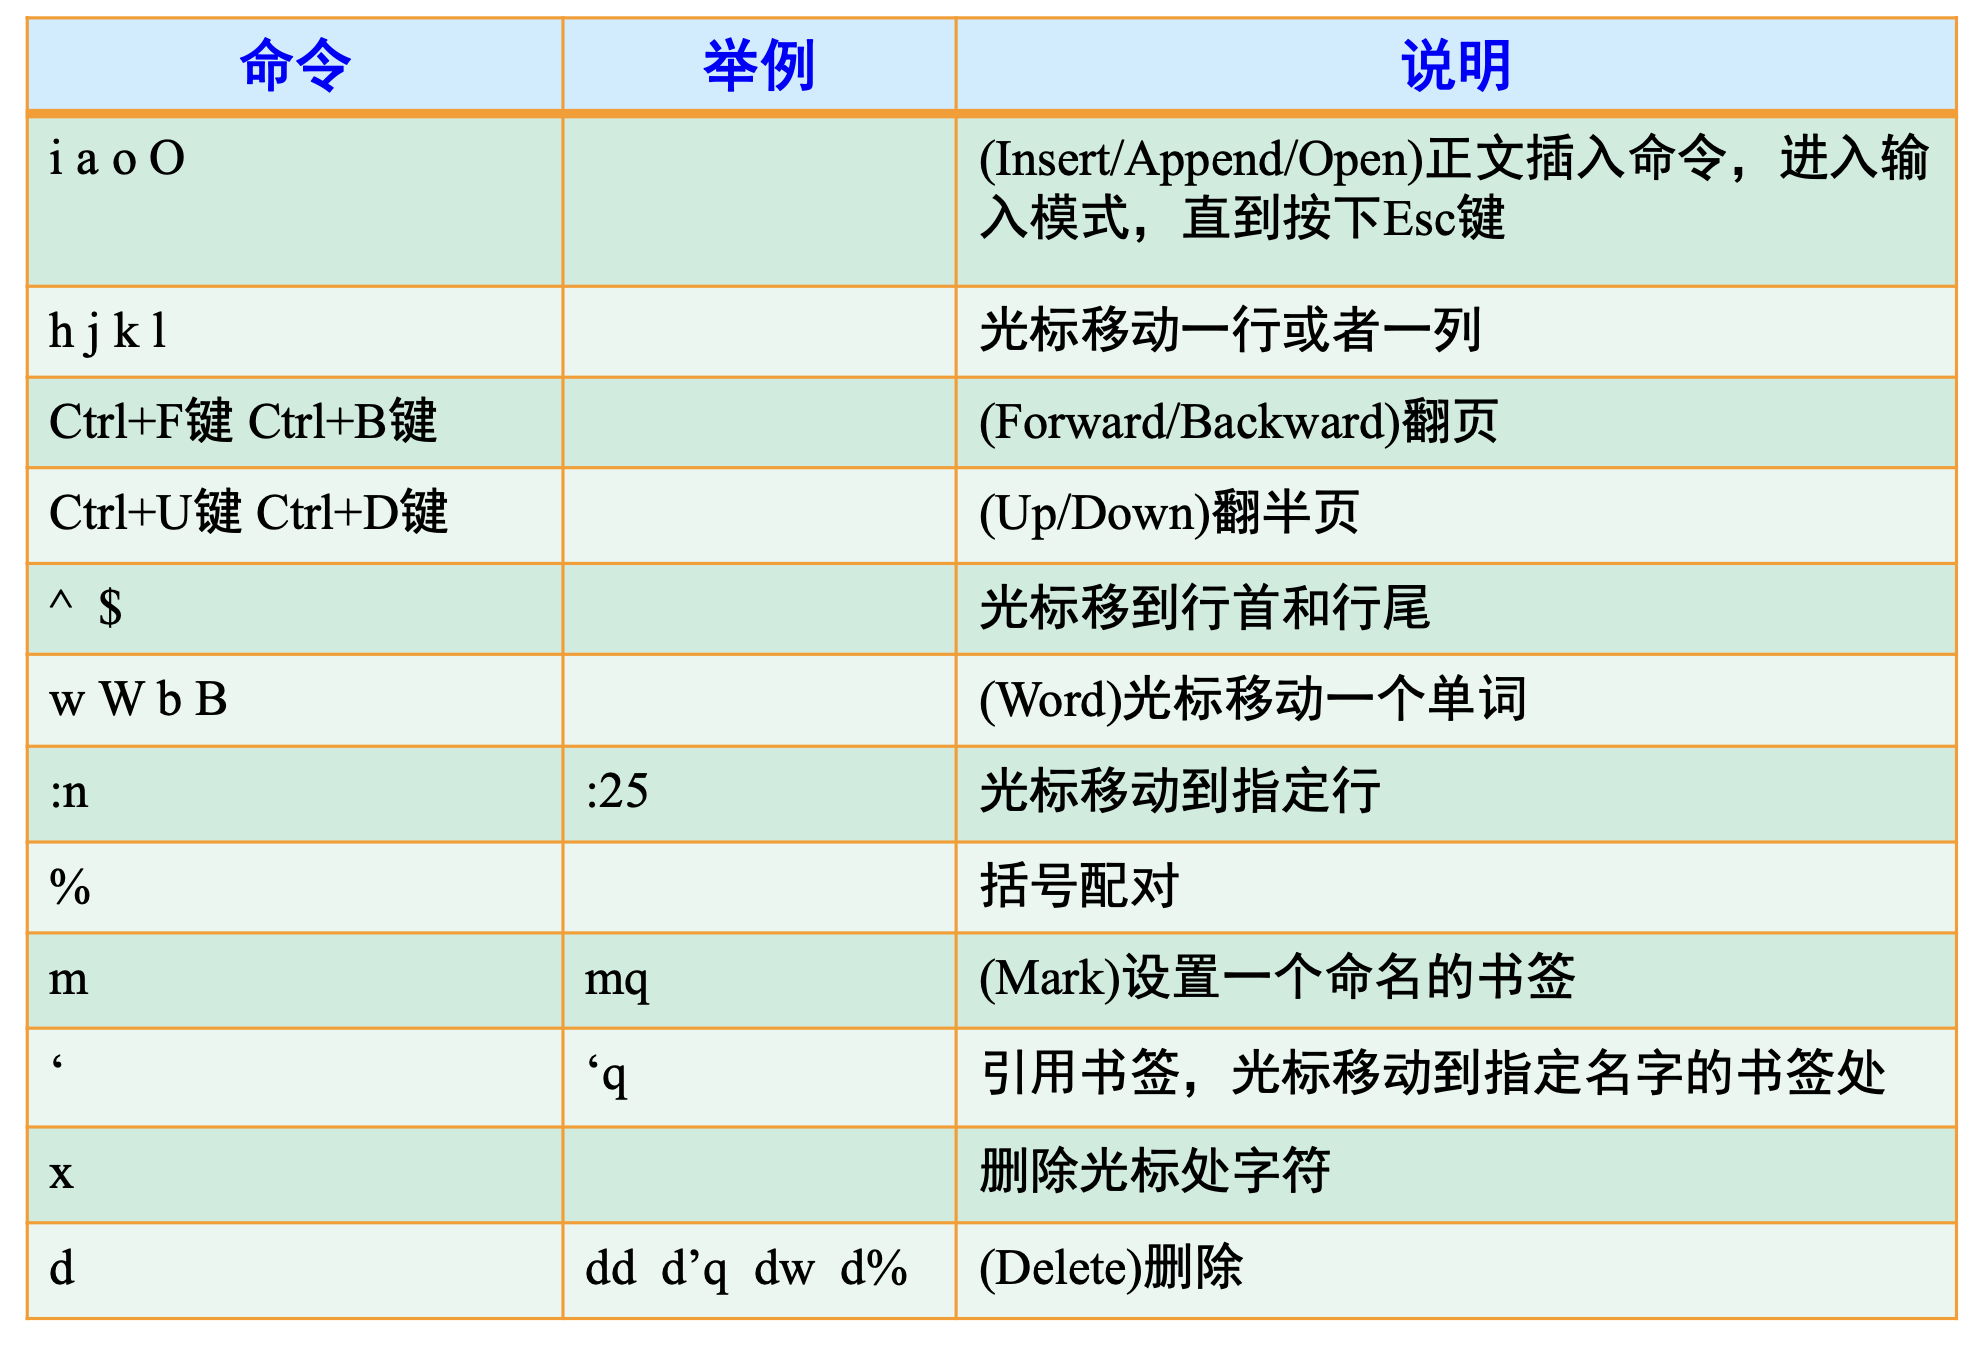 命令 举例 说明
i a o O (Insert/Append/Open)正文插入命令，进入输
入模式，直到按下Esc键
h j k l 光标移动一行或者一列
Ctrl+F键 Ctrl+B键 (Forward/Backward)翻页
Ctrl+U键 Ctrl+D键 (Up/Down)翻半页
^ $ 光标移到行首和行尾
w W b B (Word)光标移动一个单词
:n :25 光标移动到指定行
% 括号配对
m mq (Mark)设置一个命名的书签
‘ ‘q 引用书签，光标移动到指定名字的书签处
x 删除光标处字符
d dd d’q dw d% (Delete)删除